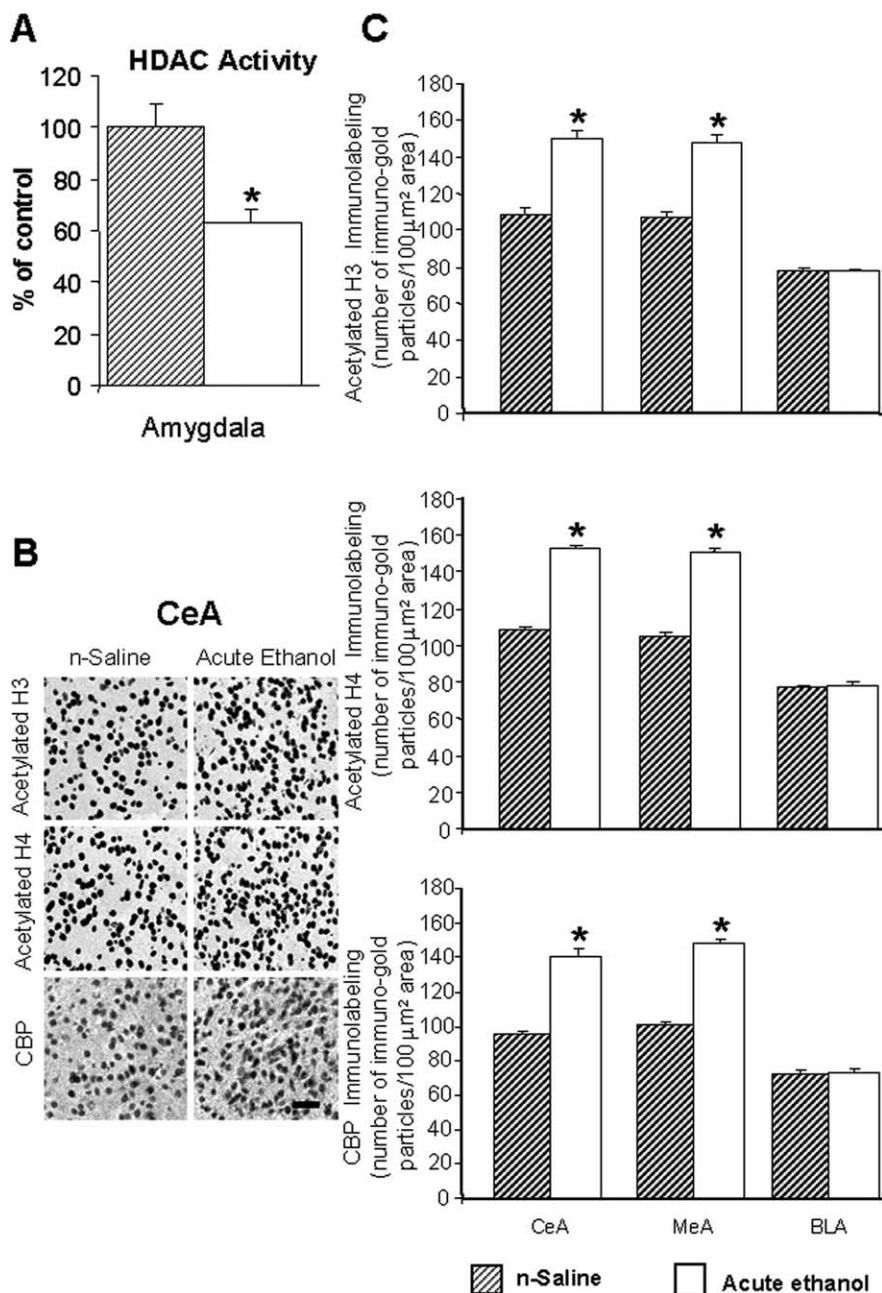 A
HDAC Activity
% of control
120
100
80
60
40
20
0
*
Amygdala
B
CeA
n-Saline
Acute Ethanol
Acetylated H3
Acetylated H4
CBP
C
Acetylated H3 Immunolabeling
(number of immuno-gold
particles/100μm² area)
180
160
140
120
100
80
60
40
20
0
*
*
Acetylated H4 Immunolabeling
(number of immuno-gold
particles/100μm² area)
180
160
140
120
100
80
60
40
20
0
*
*
CBP Immunolabeling
(number of immuno-gold
particles/100μm² area)
180
160
140
120
100
80
60
40
20
0
*
*
CeA
MeA
BLA
n-Saline
Acute ethanol